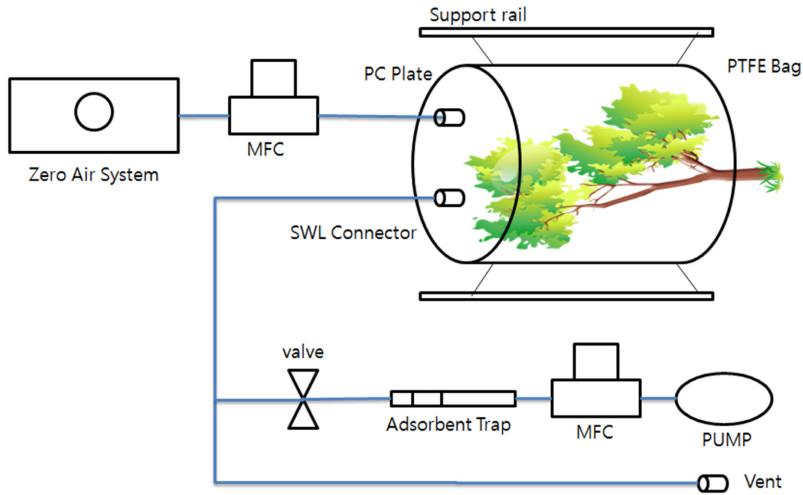 Support rail
PC Plate
PTFE Bag
MFC
Zero Air System
SWL Connector
valve
Adsorbent Trap
MFC
PUMP
Vent